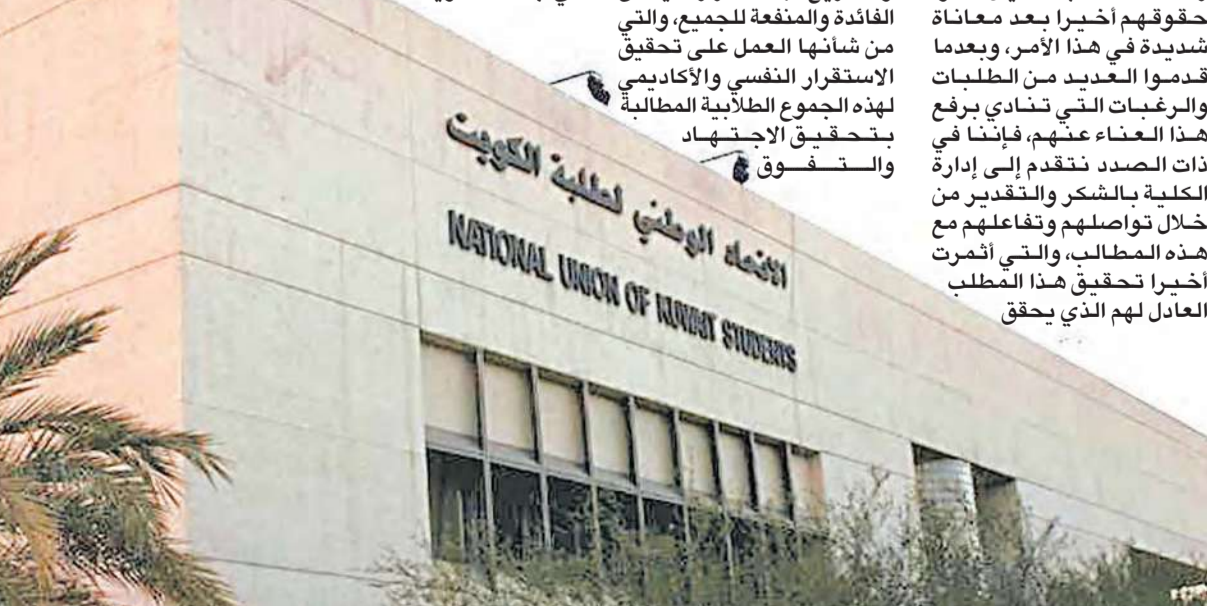 حقوقهم أخيرا بعد معاناة
شديدة في هذا الأمر، وبعدما
قدموا العديد من الطلبات
والرغبات التي تنادي برفع
هذا العناء عنهم، فإننا في
ذات الصدد نتقدم إلى إدارة
الكلية بالشكر والتقدير من
خلال تواصلهم وتفاعلهم مع
هذه المطالب، والتي أثمرت
أخيرا تحقيق هذا المطلب
العادل لهم الذي يحقق
الفائدة والمنفعة للجميع، والتي
من شأنها العمل على تحقيق
الاستقرار النفسي والأكاديمي
لهذه الجموع الطلابية المطالبة
بتحقيق الاجتهاد
والتفوق
الاتحاد الوطني لطلبة الكويت
NATIONAL UNION OF KUWAIT STUDENTS